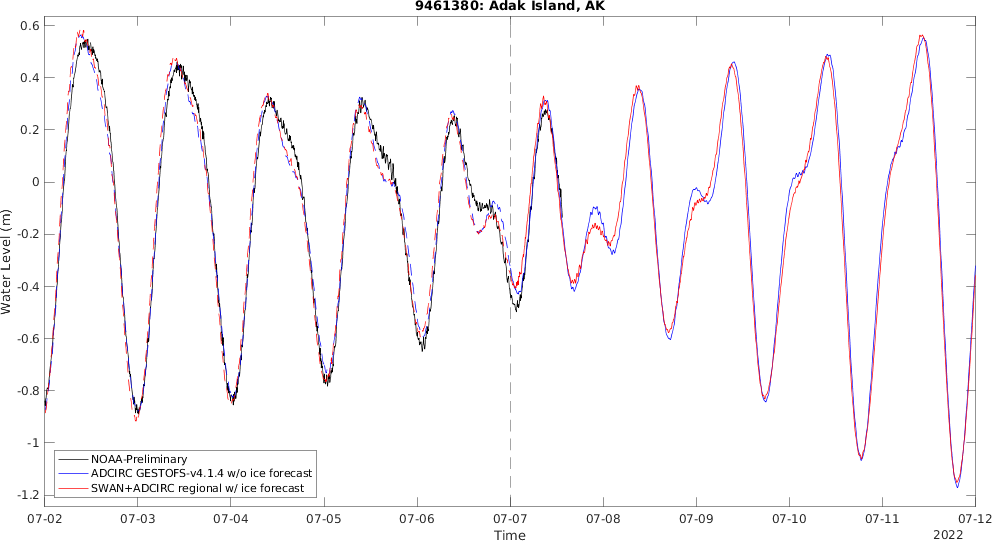 9461380: Adak Island, AK
0.6
0.4
0.2
0
-0.2
-0.4
-0.6
-0.8
-1
-1.2
Water Level (m)
NOAA-Preliminary
ADCIRC GESTOFS-v4.1.4 w/o ice forecast
SWAN+ADCIRC regional w/ ice forecast
07-02 07-03 07-04 07-05 07-06 07-07 07-08 07-09 07-10 07-11 07-12
Time
2022